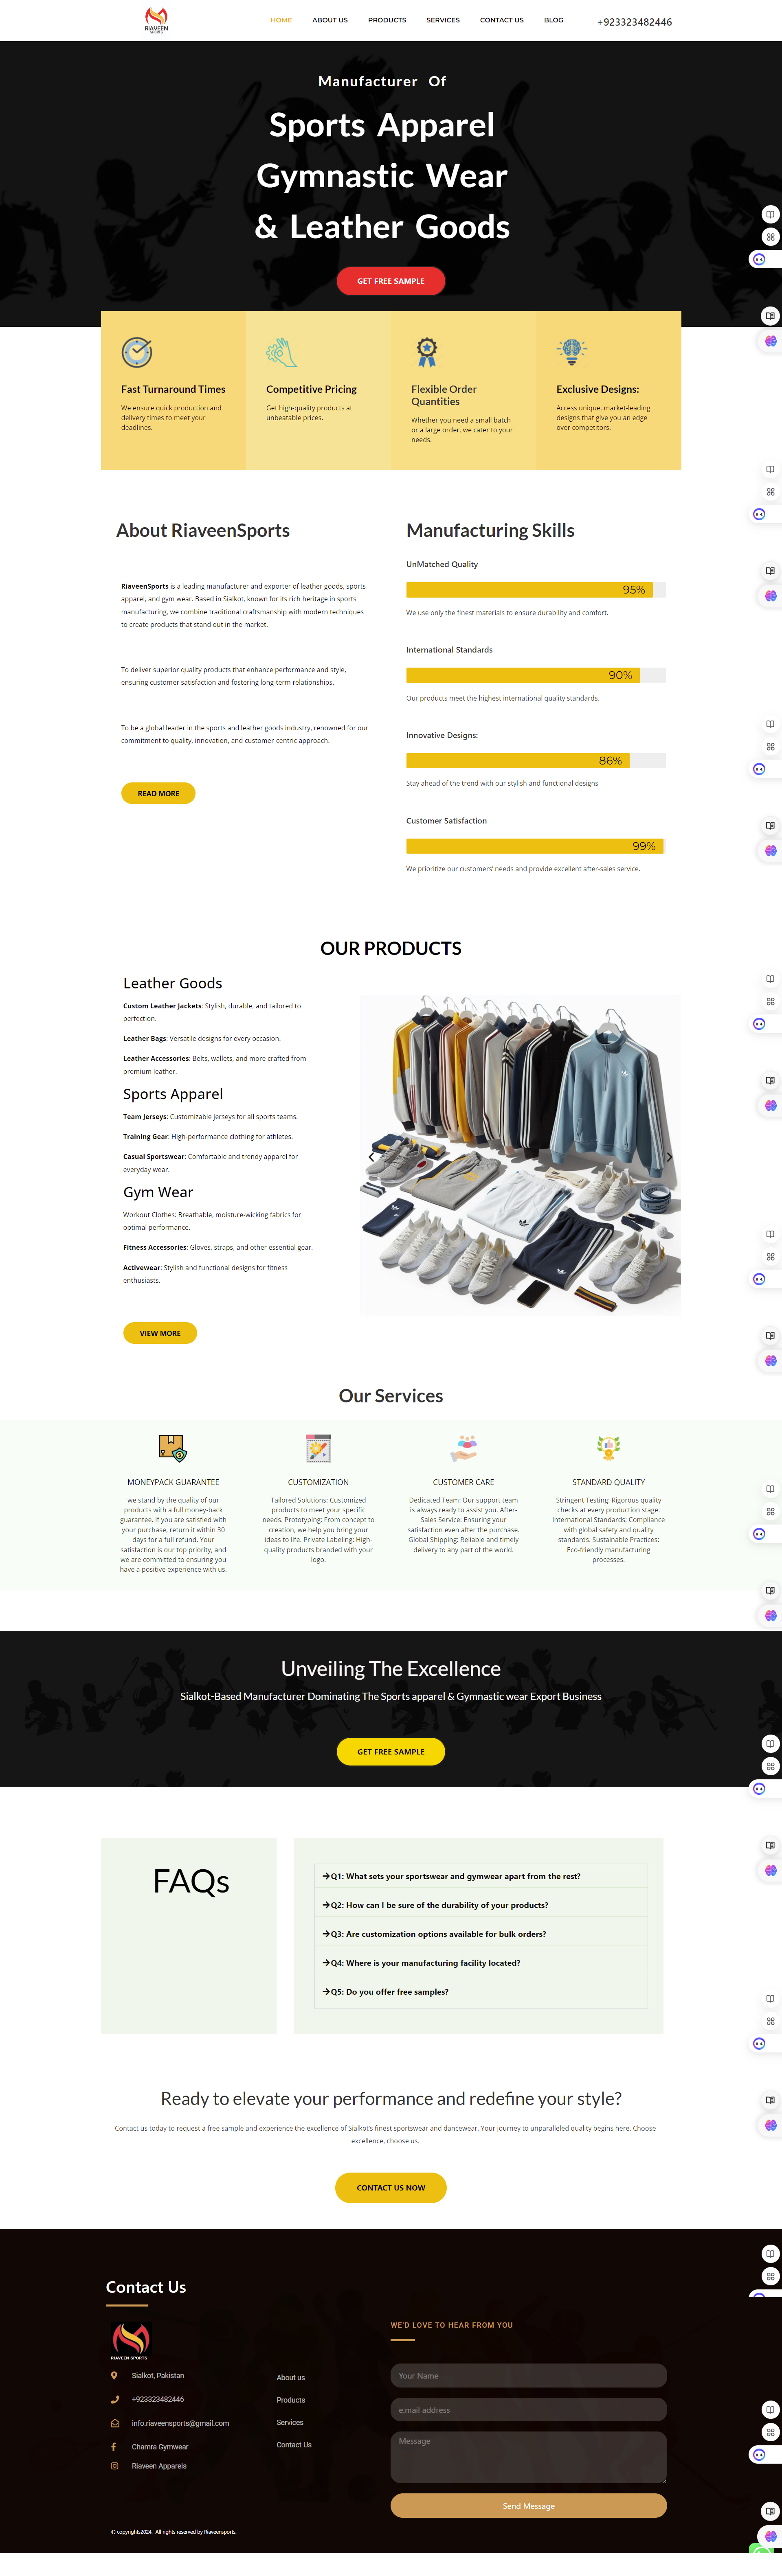 RIAVEEN
SPORTS
HOME
ABOUT US
PRODUCTS
SERVICES
CONTACT US
BLOG
+923323482446
Manufacturer Of
Sports Apparel
Gymnastic Wear
& Leather Goods
GET FREE SAMPLE
Fast Turnaround Times
We ensure quick production and
delivery times to meet your
deadlines.
Competitive Pricing
Get high-quality products at
unbeatable prices.
Flexible Order
Quantities
Whether you need a small batch
or a large order, we cater to your
needs.
Exclusive Designs:
Access unique, market-leading
designs that give you an edge
over competitors.
About RiaveenSports
RiaveenSports is a leading manufacturer and exporter of leather goods, sports
apparel, and gym wear. Based in Sialkot, known for its rich heritage in sports
manufacturing, we combine traditional craftsmanship with modern techniques
to create products that stand out in the market.
To deliver superior quality products that enhance performance and style,
ensuring customer satisfaction and fostering long-term relationships.
To be a global leader in the sports and leather goods industry, renowned for our
commitment to quality, innovation, and customer-centric approach.
READ MORE
Manufacturing Skills
UnMatched Quality
95%
We use only the finest materials to ensure durability and comfort.
International Standards
90%
Our products meet the highest international quality standards.
Innovative Designs:
86%
Stay ahead of the trend with our stylish and functional designs
Customer Satisfaction
99%
We prioritize our customers' needs and provide excellent after-sales service.
OUR PRODUCTS
Leather Goods
Custom Leather Jackets: Stylish, durable, and tailored to
perfection.
Leather Bags: Versatile designs for every occasion.
Leather Accessories: Belts, wallets, and more crafted from
premium leather.
Sports Apparel
Team Jerseys: Customizable jerseys for all sports teams.
Training Gear: High-performance clothing for athletes.
Casual Sportswear: Comfortable and trendy apparel for
everyday wear.
Gym Wear
Workout Clothes: Breathable, moisture-wicking fabrics for
optimal performance.
Fitness Accessories: Gloves, straps, and other essential gear.
Activewear: Stylish and functional designs for fitness
enthusiasts.
VIEW MORE
Our Services
MONEYPACK GUARANTEE
we stand by the quality of our
products with a full money-back
guarantee. If you are satisfied with
your purchase, return it within 30
days for a full refund. Your
satisfaction is our top priority, and
we are committed to ensuring you
have a positive experience with us.
CUSTOMIZATION
Tailored Solutions: Customized
products to meet your specific
needs. Prototyping: From concept to
creation, we help you bring your
ideas to life. Private Labeling: High-
quality products branded with your
logo.
CUSTOMER CARE
Dedicated Team: Our support team
is always ready to assist you. After-
Sales Service: Ensuring your
satisfaction even after the purchase.
Global Shipping: Reliable and timely
delivery to any part of the world.
STANDARD QUALITY
Stringent Testing: Rigorous quality
checks at every production stage.
International Standards: Compliance
with global safety and quality
standards. Sustainable Practices:
Eco-friendly manufacturing
processes.
Unveiling The Excellence
Sialkot-Based Manufacturer Dominating The Sports apparel & Gymnastic wear Export Business
GET FREE SAMPLE
FAQs
Q1: What sets your sportswear and gymwear apart from the rest?
Q2: How can I be sure of the durability of your products?
Q3: Are customization options available for bulk orders?
Q4: Where is your manufacturing facility located?
Q5: Do you offer free samples?
Ready to elevate your performance and redefine your style?
Contact us today to request a free sample and experience the excellence of Sialkot's finest sportswear and dancewear. Your journey to unparalleled quality begins here. Choose
excellence, choose us.
CONTACT US NOW
Contact Us
RIAVEEN SPORTS
Sialkot, Pakistan
+923323482446
info.riaveensports@gmail.com
Chamra Gymwear
Riaveen Apparels
About us
Products
Services
Contact Us
WE'D LOVE TO HEAR FROM YOU
Your Name
e.mail address
Message
Send Message
© copyrights2024. All rights reserved by Riaveensports.